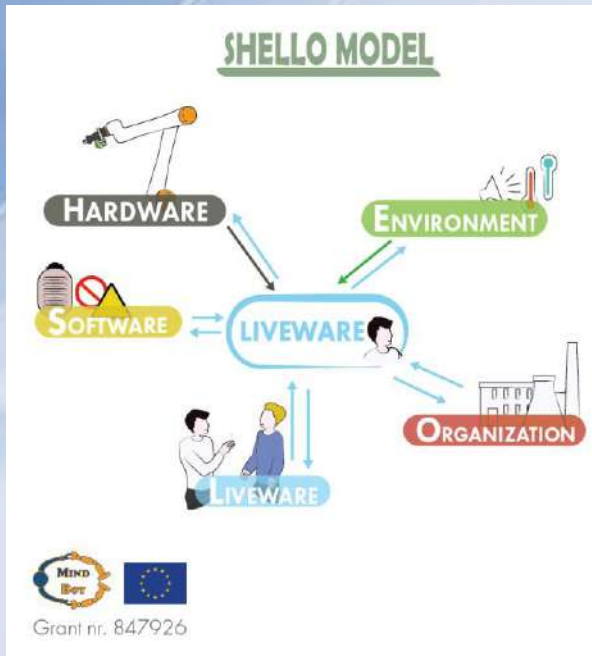 SHELLO MODEL
HARDWARE
ENVIRONMENT
SOFTWARE
LIVEWARE
ORGANIZATION
LIVEWARE
MIND
BOT
Grant nr. 847926